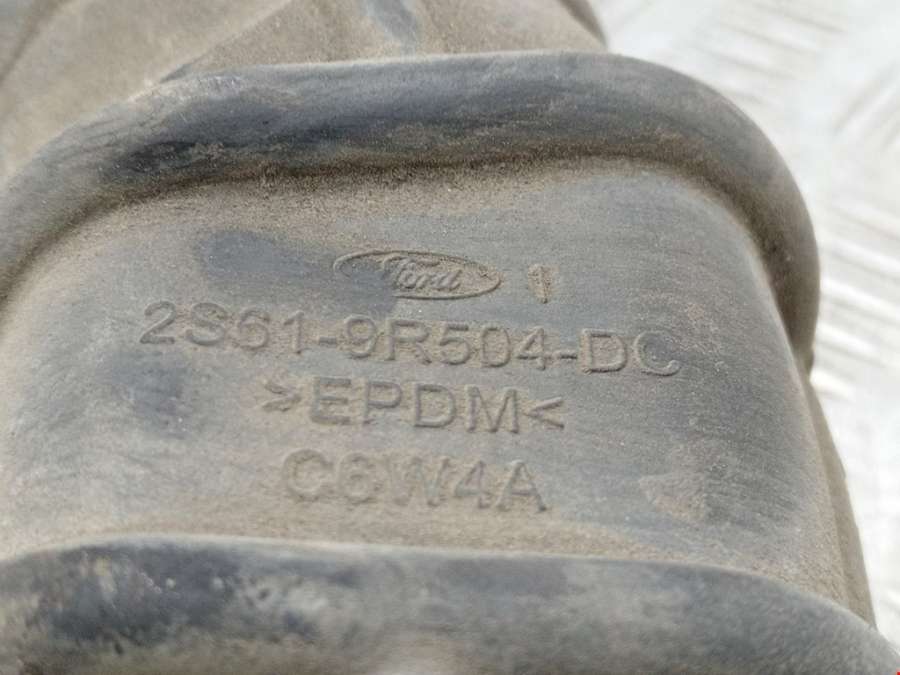 Ford 1
2S61-9R504-DC
>EPDM<
C6W4A